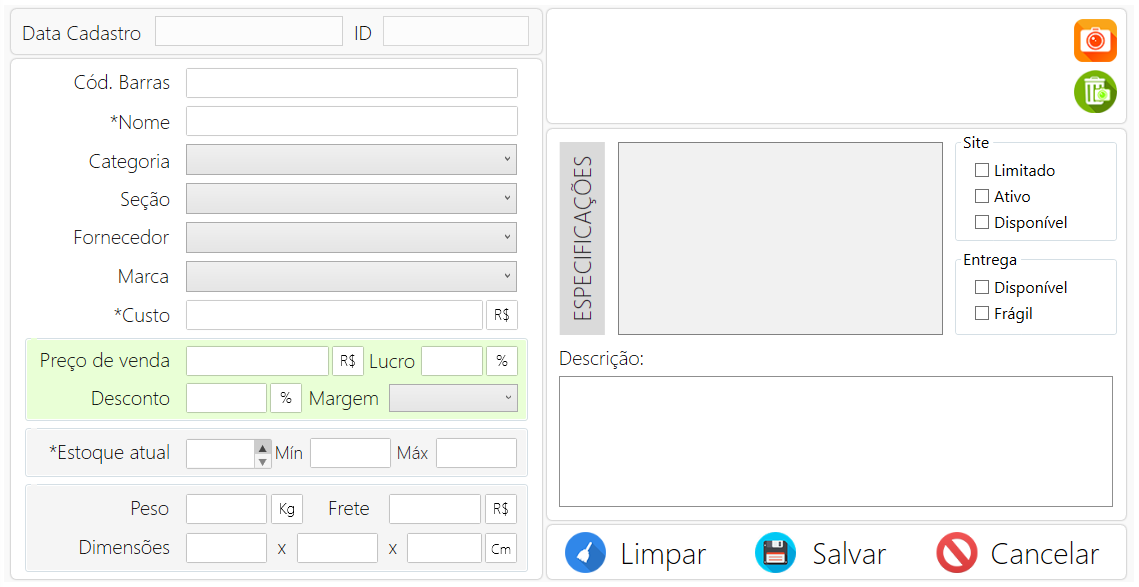 Data Cadastro ID
Cód. Barras
*Nome
Categoria
Seção
Fornecedor
Marca
*Custo R$
Preço de venda R$ Lucro %
Desconto % Margem
*Estoque atual Mín Máx
Peso Kg Frete R$
Dimensões x x Cm
ESPECIFICAÇÕES
Site
Limitado
Ativo
Disponível
Entrega
Disponível
Frágil
Descrição:
Limpar Salvar Cancelar